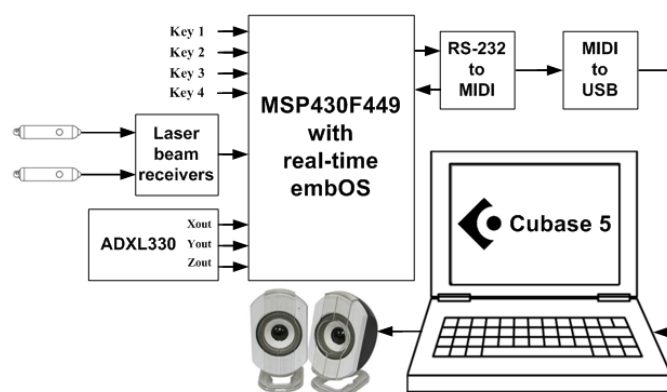 Key 1
Key 2
Key 3
Key 4
MSP430F449
with
real-time
embOS
RS-232
to
MIDI
MIDI
to
USB
Laser
beam
receivers
ADXL330
Xout
Yout
Zout
Cubase 5